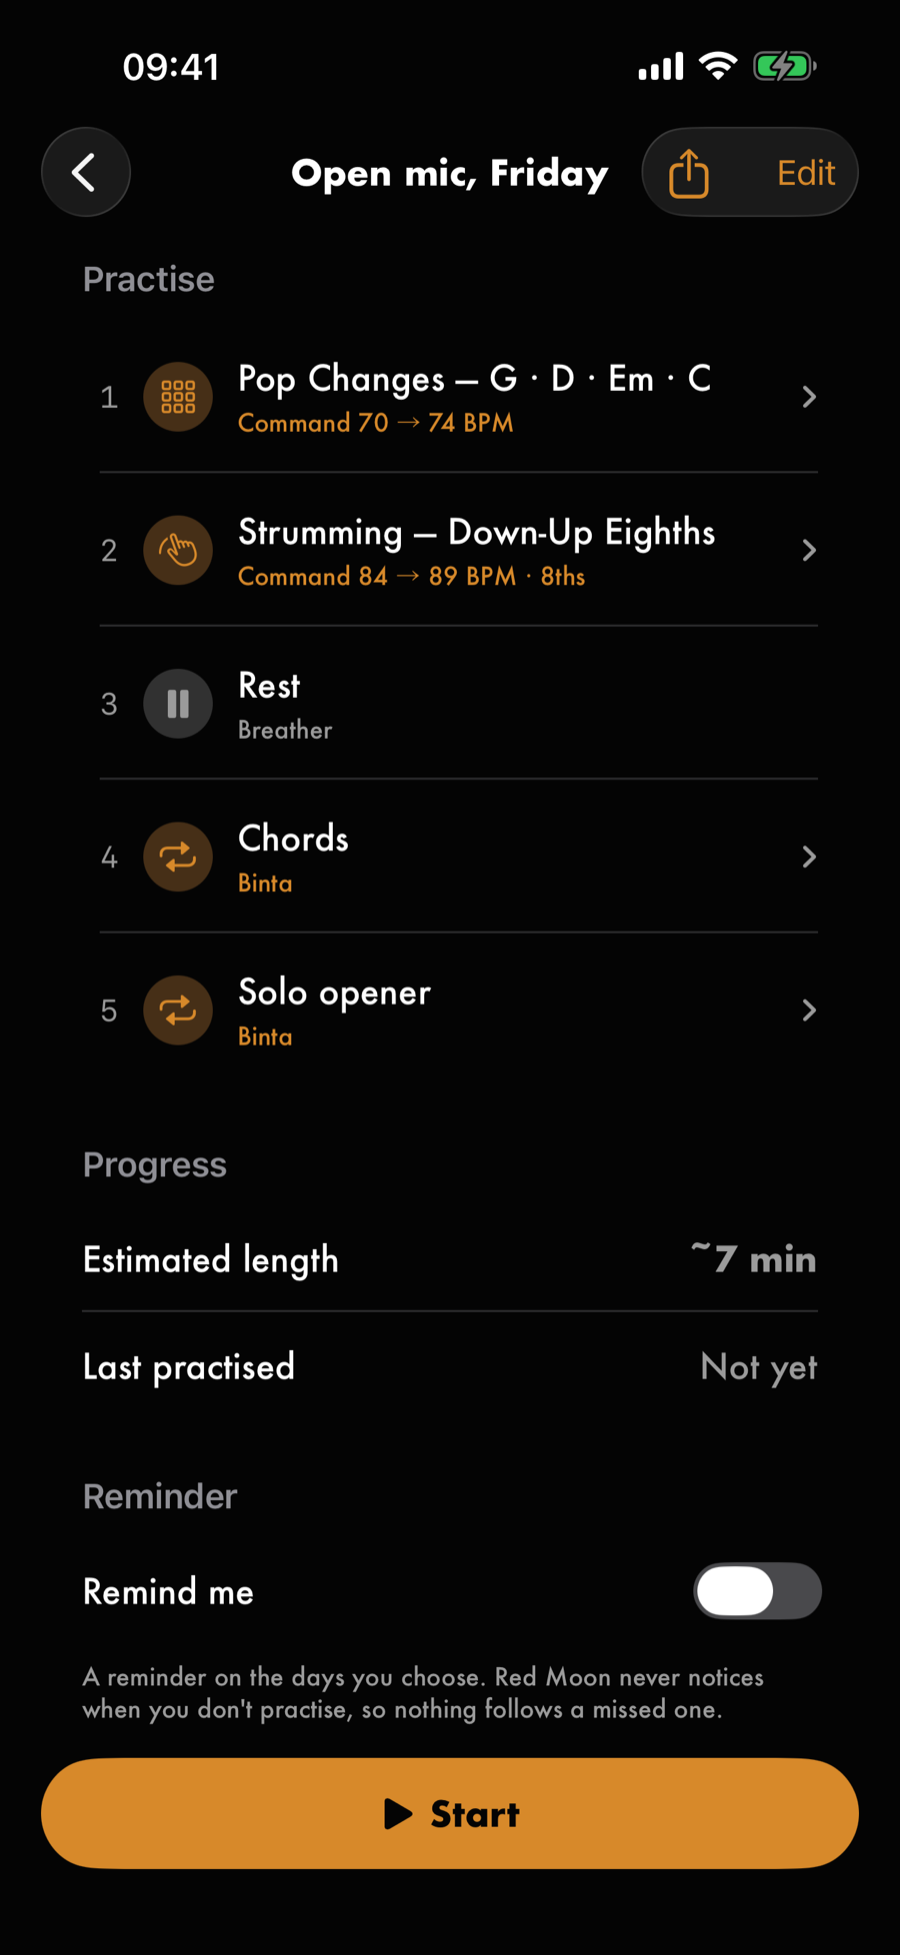 09:41
Open mic, Friday
Edit
Practise
1
Pop Changes — G · D · Em · C
Command 70 → 74 BPM
2
Strumming — Down-Up Eighths
Command 84 → 89 BPM · 8ths
3
Rest
Breather
4
Chords
Binta
5
Solo opener
Binta
Progress
Estimated length
~7 min
Last practised
Not yet
Reminder
Remind me
A reminder on the days you choose. Red Moon never notices
when you don't practise, so nothing follows a missed one.
Start